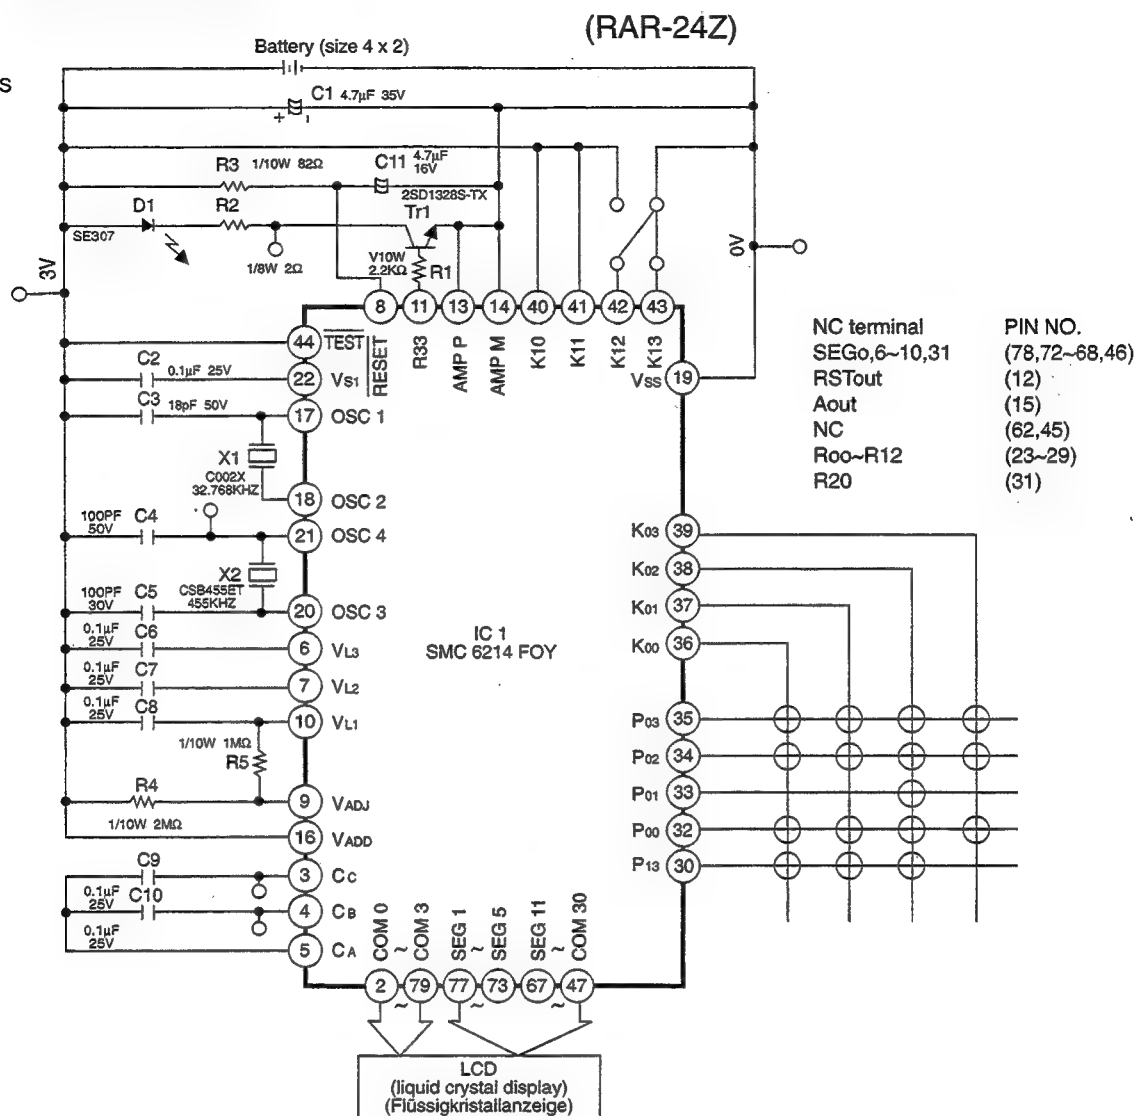 (RAR-24Z)
s
Battery (size 4 x 2)
C1 4.7µF 35V
+ -
R3 1/10W 82Ω
C11 4.7µF
16V
2SD1328S-TX
D1
R2
Tr1
SE307
1/8W 2Ω
V10W
2.2KΩ
R1
3V
0V
8
11
13
14
40
41
42
43
RESET
R33
AMP P
AMP M
K10
K11
K12
K13
44 TEST
C2
0.1µF 25V
22 VS1
C3
18pF 50V
17 OSC 1
X1
C002X
32.768KHZ
18 OSC 2
100PF
50V
C4
21 OSC 4
X2
CSB455ET
455KHZ
100PF
30V
C5
20 OSC 3
0.1µF
25V
C6
6 VL3
0.1µF
25V
C7
7 VL2
0.1µF
25V
C8
10 VL1
1/10W 1MΩ
R5
R4
1/10W 2MΩ
9 VADJ
16 VADD
C9
3 CC
0.1µF
25V
C10
4 CB
0.1µF
25V
5 CA
IC 1
SMC 6214 FOY
VSS 19
K03 39
K02 38
K01 37
K00 36
P03 35
P02 34
P01 33
P00 32
P13 30
NC terminal PIN NO.
SEGo,6~10,31 (78,72~68,46)
RSTout (12)
Aout (15)
NC (62,45)
Roo~R12 (23~29)
R20 (31)
COM 0 ~ COM 3
SEG 1 ~ SEG 5
SEG 11 ~ COM 30
2 ~ 79
77 ~ 73
67 ~ 47
LCD
(liquid crystal display)
(Flüssigkristallanzeige)